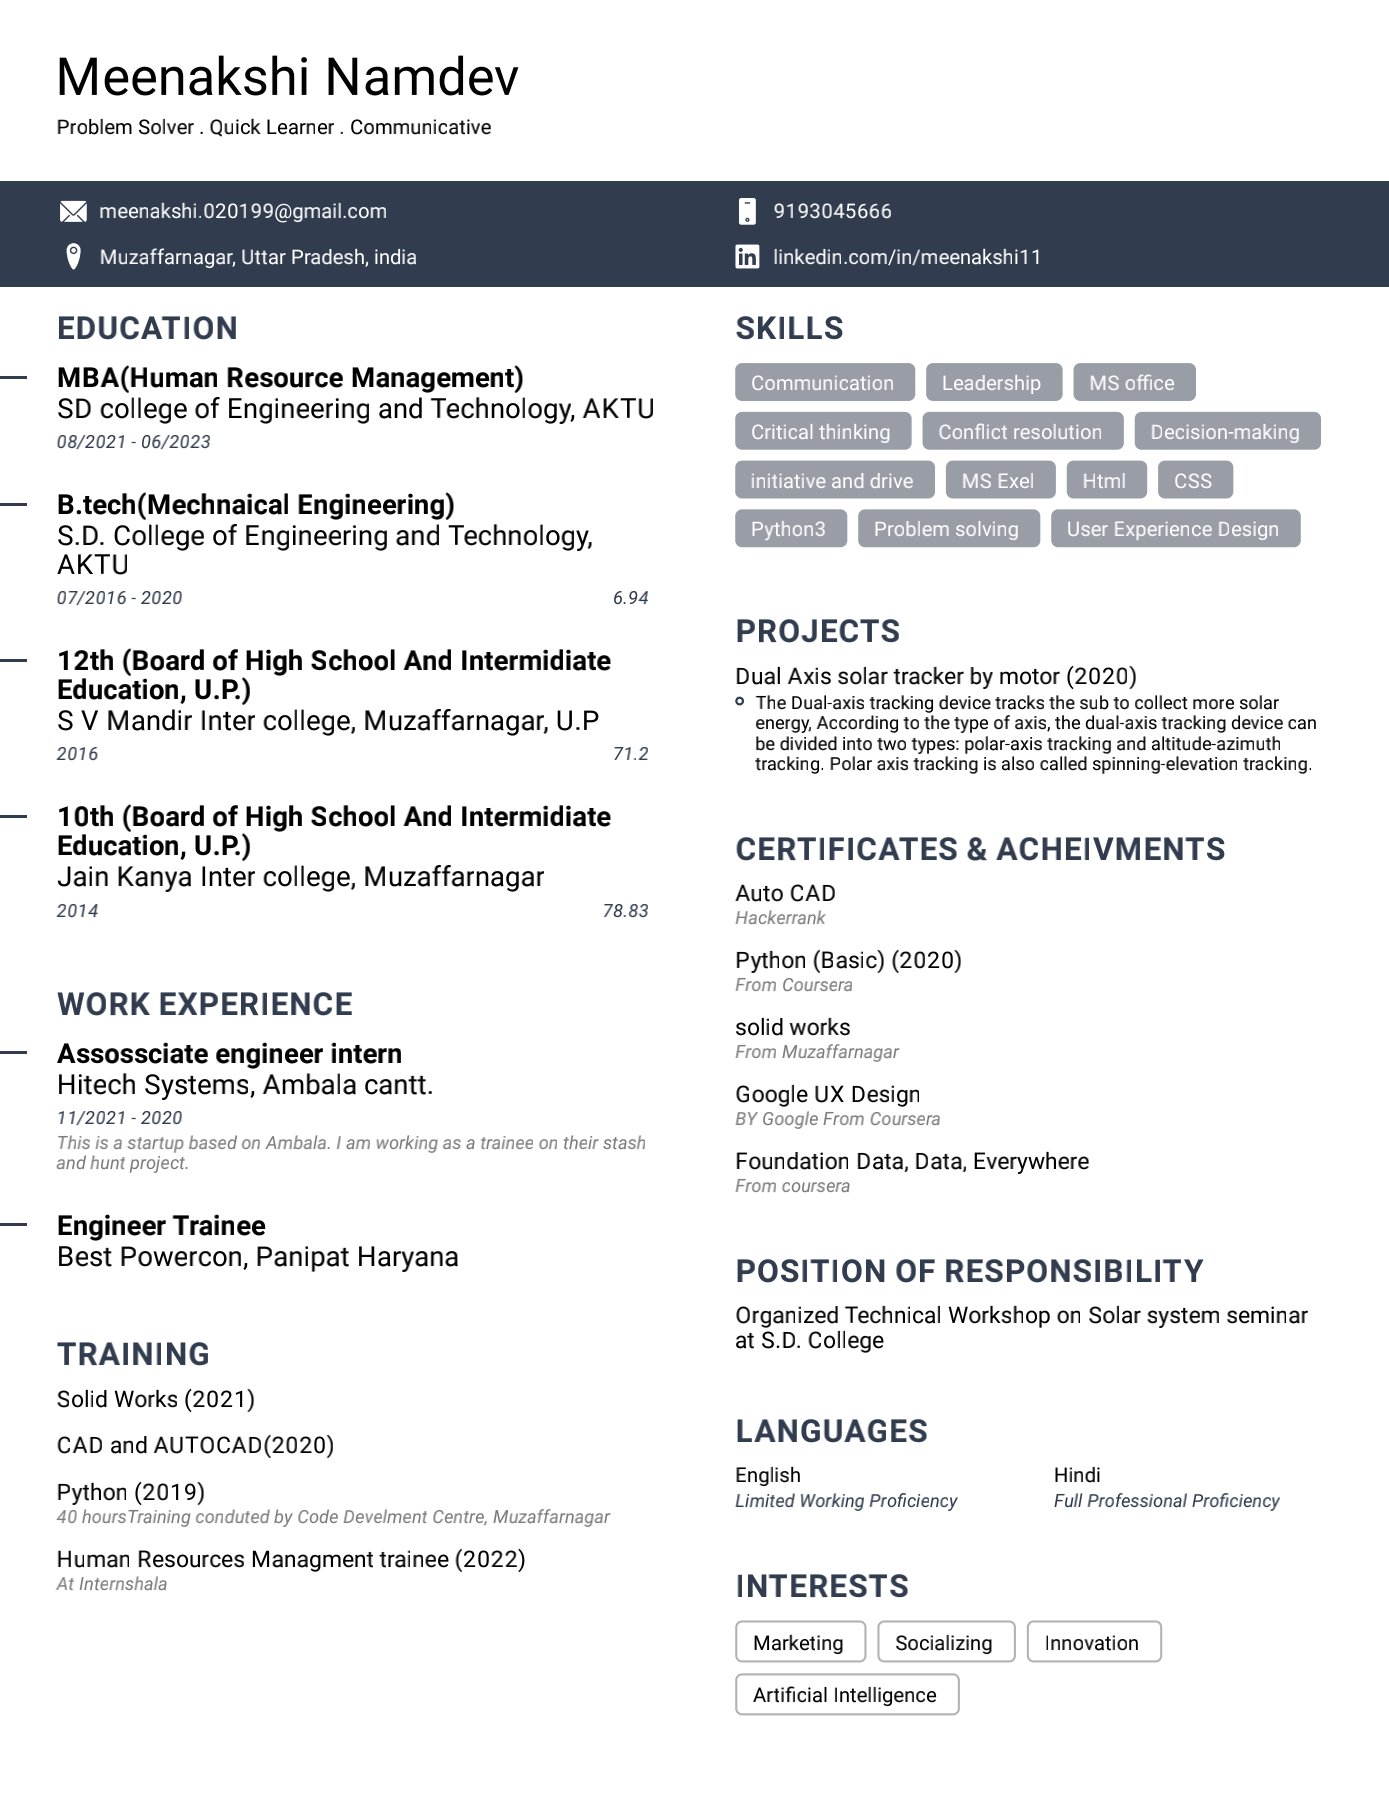 Meenakshi Namdev
Problem Solver . Quick Learner . Communicative
meenakshi.020199@gmail.com
9193045666
Muzaffarnagar, Uttar Pradesh, india
linkedin.com/in/meenakshi11
EDUCATION
MBA(Human Resource Management)
SD college of Engineering and Technology, AKTU
08/2021 - 06/2023
B.tech(Mechnaical Engineering)
S.D. College of Engineering and Technology,
AKTU
07/2016 - 2020 6.94
12th (Board of High School And Intermidiate
Education, U.P.)
S V Mandir Inter college, Muzaffarnagar, U.P
2016 71.2
10th (Board of High School And Intermidiate
Education, U.P.)
Jain Kanya Inter college, Muzaffarnagar
2014 78.83
WORK EXPERIENCE
Assossciate engineer intern
Hitech Systems, Ambala cantt.
11/2021 - 2020
This is a startup based on Ambala. I am working as a trainee on their stash
and hunt project.
Engineer Trainee
Best Powercon, Panipat Haryana
TRAINING
Solid Works (2021)
CAD and AUTOCAD(2020)
Python (2019)
40 hoursTraining conduted by Code Develment Centre, Muzaffarnagar
Human Resources Managment trainee (2022)
At Internshala
SKILLS
Communication Leadership MS office
Critical thinking Conflict resolution Decision-making
initiative and drive MS Exel Html CSS
Python3 Problem solving User Experience Design
PROJECTS
Dual Axis solar tracker by motor (2020)
The Dual-axis tracking device tracks the sub to collect more solar
energy, According to the type of axis, the dual-axis tracking device can
be divided into two types: polar-axis tracking and altitude-azimuth
tracking. Polar axis tracking is also called spinning-elevation tracking.
CERTIFICATES & ACHEIVMENTS
Auto CAD
Hackerrank
Python (Basic) (2020)
From Coursera
solid works
From Muzaffarnagar
Google UX Design
BY Google From Coursera
Foundation Data, Data, Everywhere
From coursera
POSITION OF RESPONSIBILITY
Organized Technical Workshop on Solar system seminar
at S.D. College
LANGUAGES
English Hindi
Limited Working Proficiency Full Professional Proficiency
INTERESTS
Marketing Socializing Innovation
Artificial Intelligence